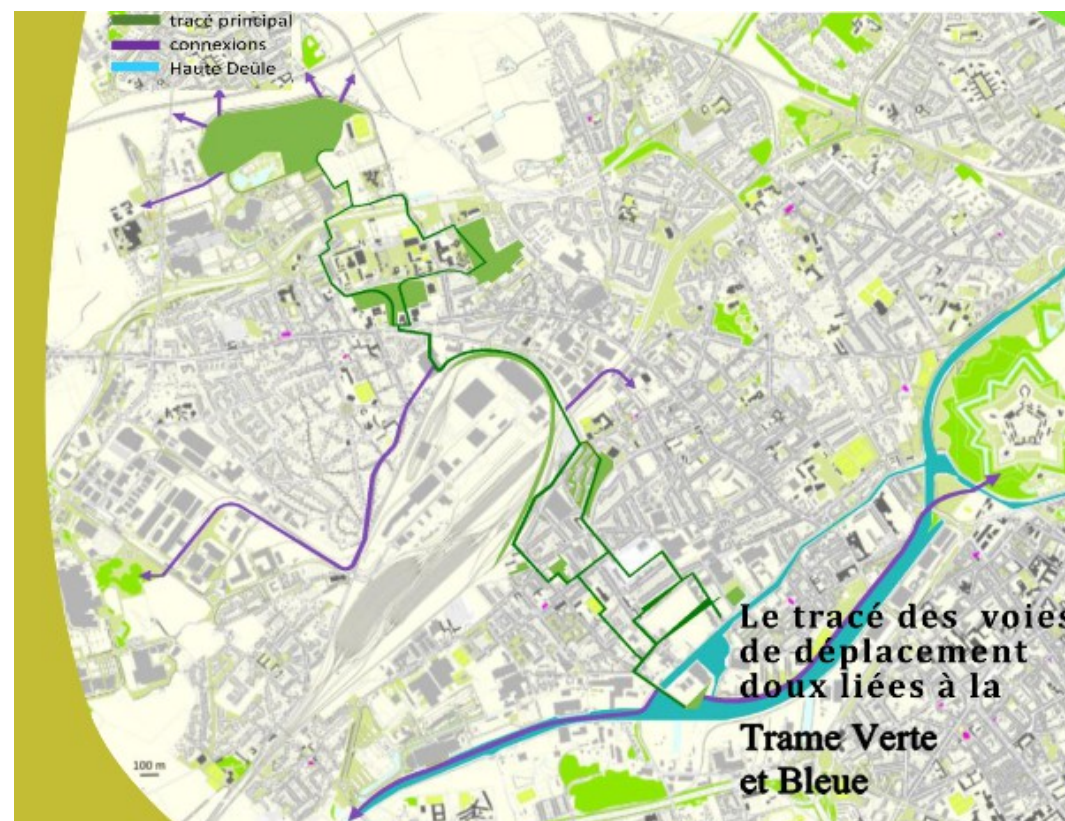 tracé principal
connexions
Haute Deûle
100 m
Le tracé des voies
de déplacement
doux liées à la
Trame Verte
et Bleue